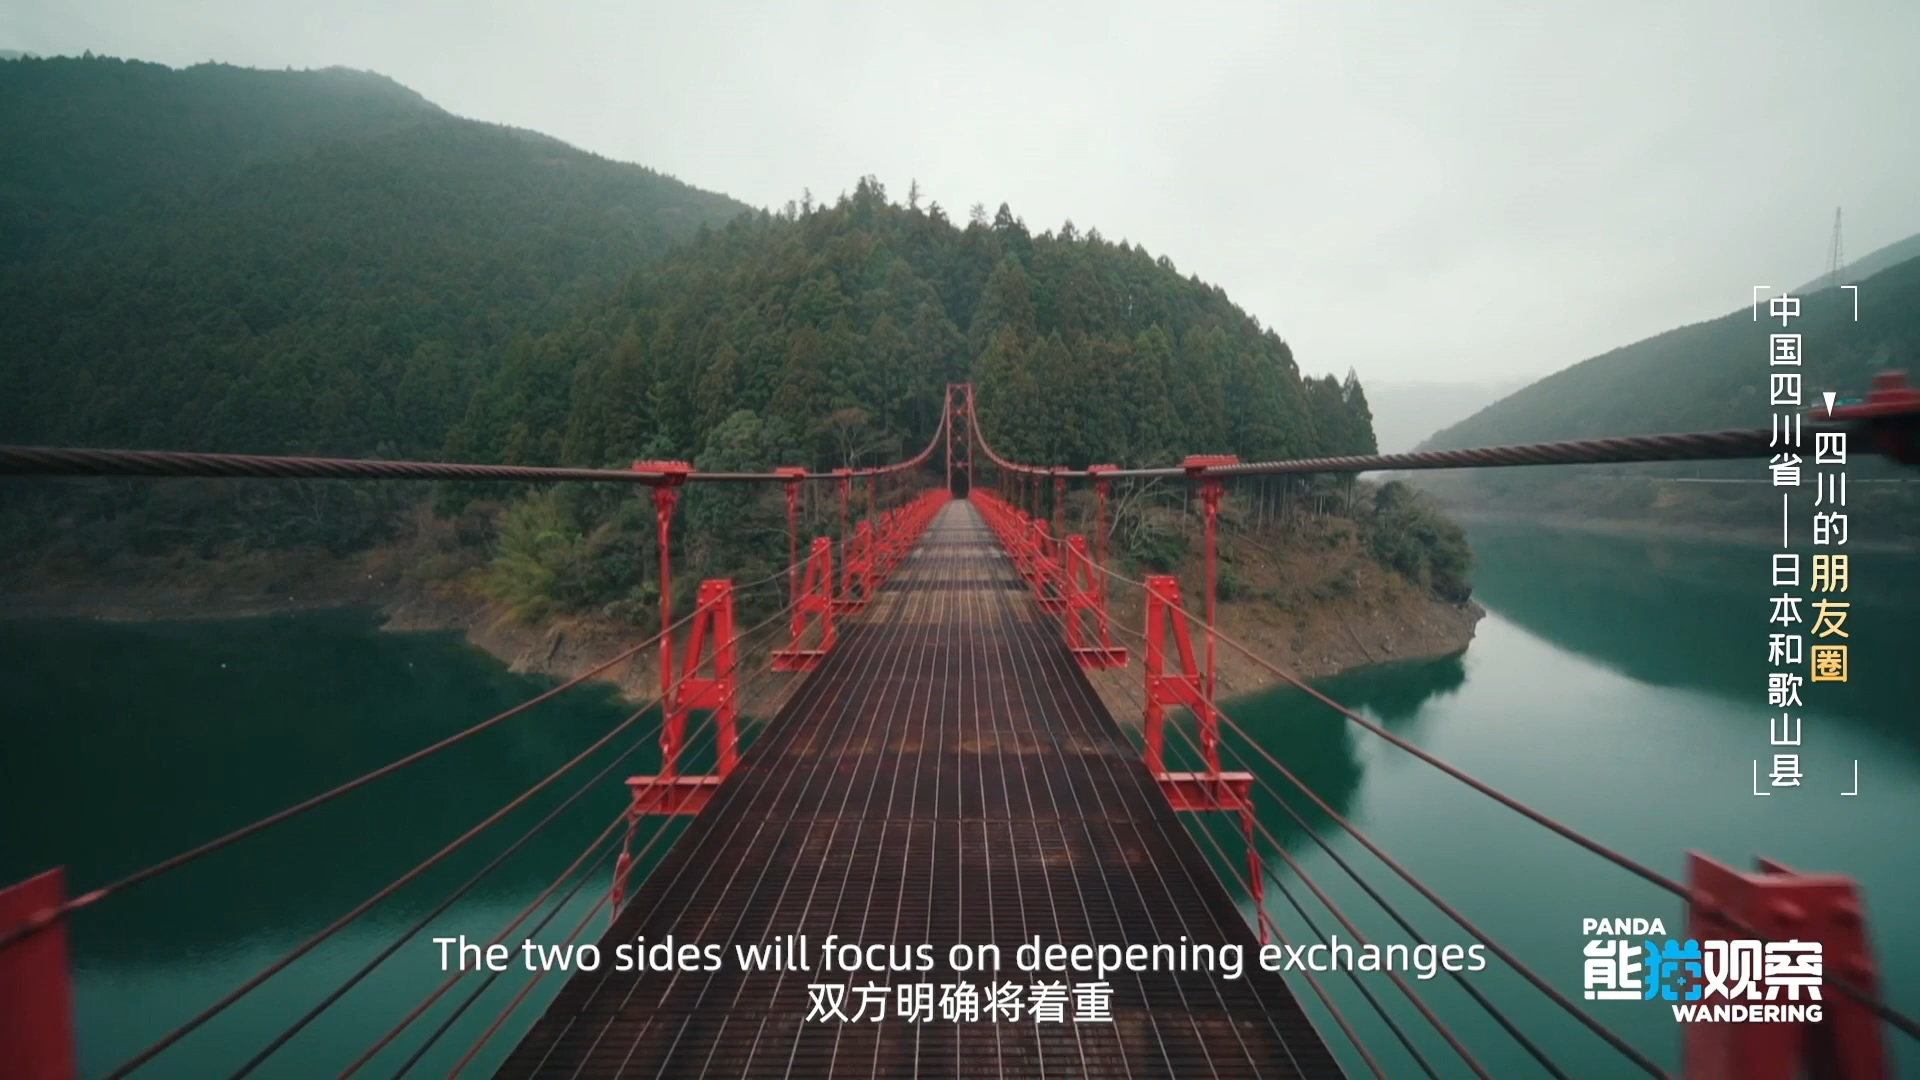 中国四川省—日本和歌山县
四川的朋友圈
The two sides will focus on deepening exchanges
双方明确将着重
PANDA
熊猫观察
WANDERING